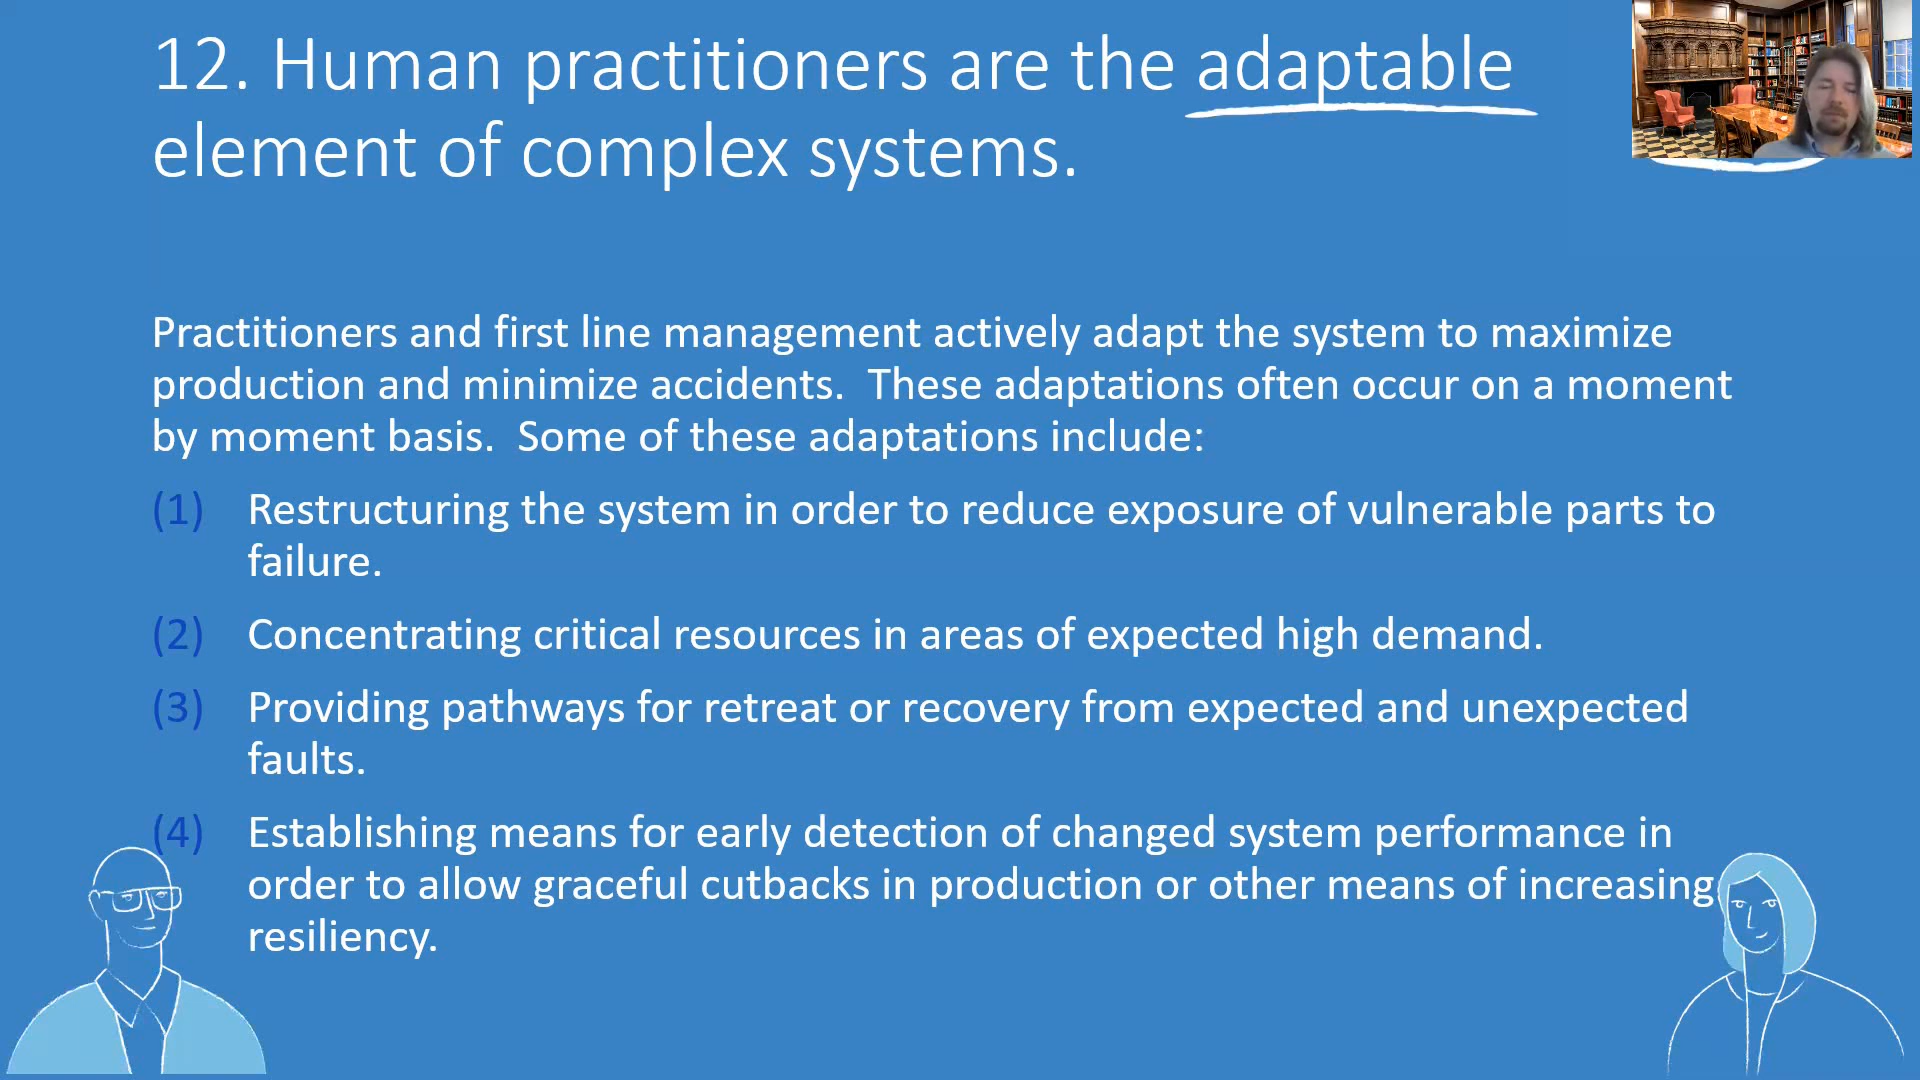 12. Human practitioners are the adaptable
element of complex systems.
Practitioners and first line management actively adapt the system to maximize
production and minimize accidents.  These adaptations often occur on a moment
by moment basis.  Some of these adaptations include:
(1) Restructuring the system in order to reduce exposure of vulnerable parts to
failure.
(2) Concentrating critical resources in areas of expected high demand.
(3) Providing pathways for retreat or recovery from expected and unexpected
faults.
(4) Establishing means for early detection of changed system performance in
order to allow graceful cutbacks in production or other means of increasing
resiliency.